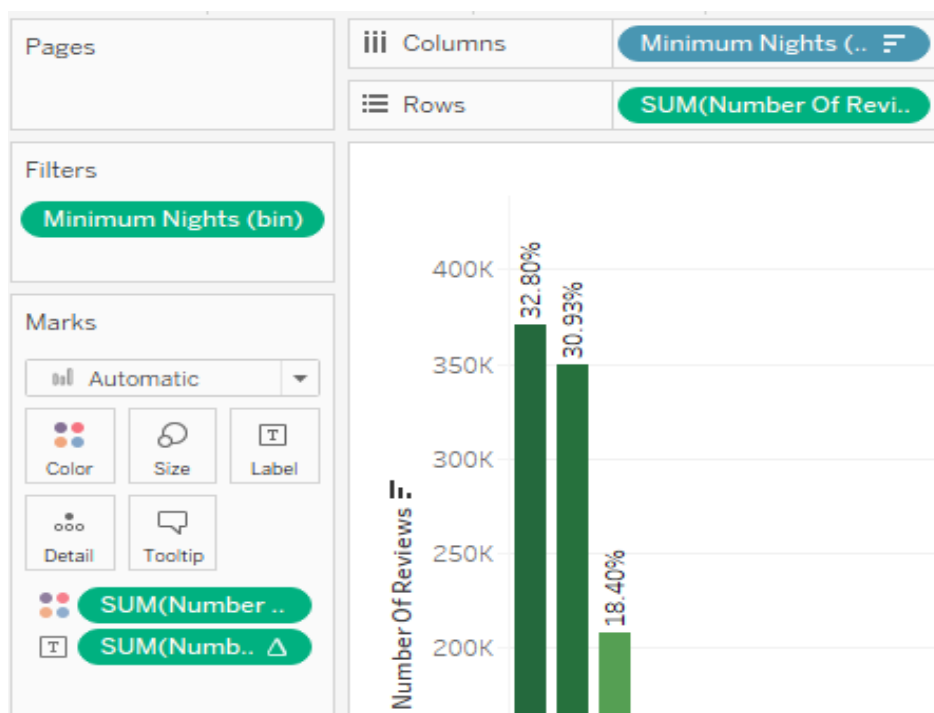 Pages
Columns
Minimum Nights (..
Rows
SUM(Number Of Revi..
Filters
Minimum Nights (bin)
Marks
Automatic
Color
Size
Label
Detail
Tooltip
SUM(Number ..
SUM(Numb..
Number Of Reviews
400K
350K
300K
250K
200K
32.80%
30.93%
18.40%